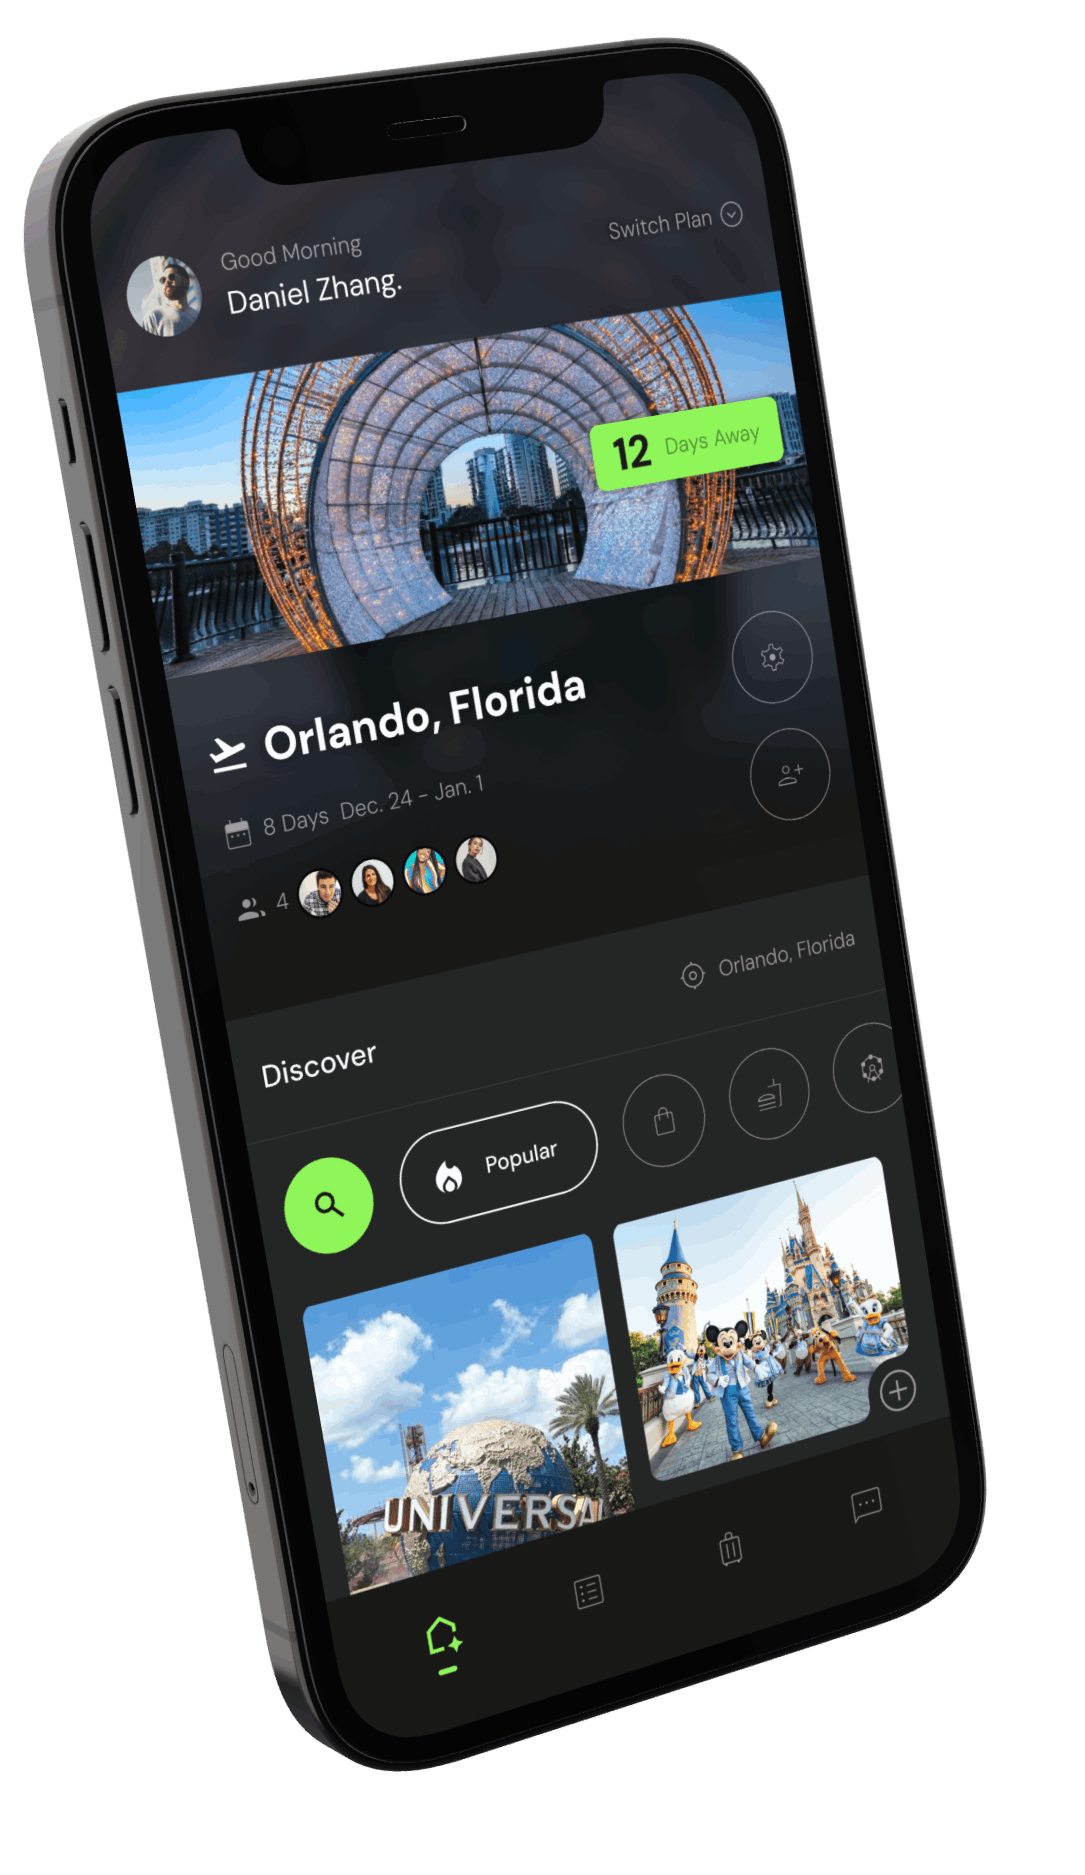 Good Morning
Switch Plan
Daniel Zhang.
12 Days Away
Orlando, Florida
8 Days Dec. 24 - Jan. 1
4
Orlando, Florida
Discover
Popular
UNIVERSA